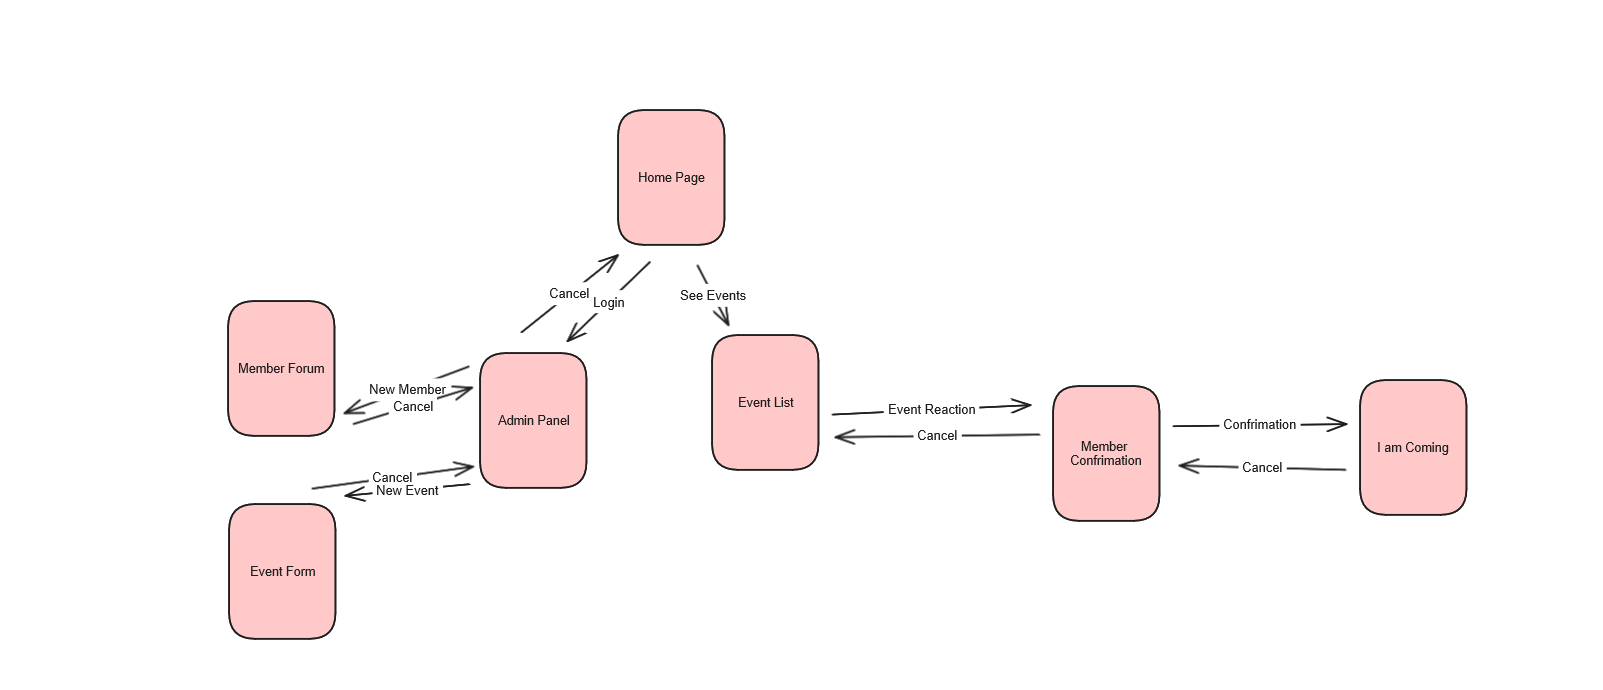 Home Page
Cancel
Login
See Events
Member Forum
New Member
Cancel
Admin Panel
Event List
Event Reaction
Cancel
Member
Confrimation
Confrimation
Cancel
I am Coming
Cancel
New Event
Event Form